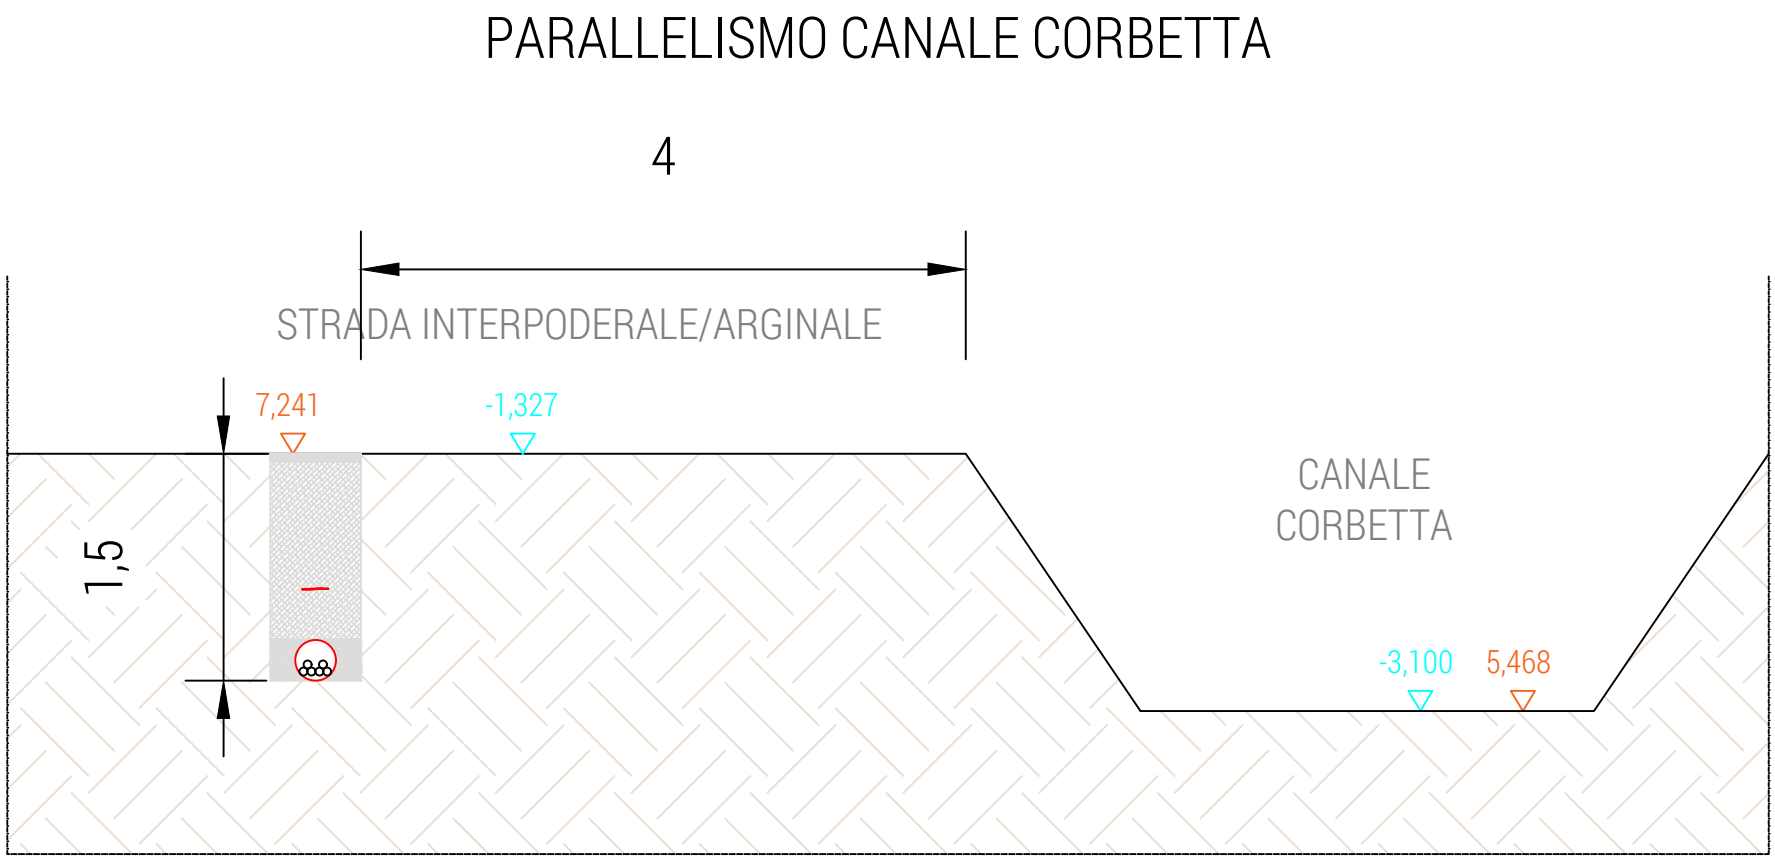 PARALLELISMO CANALE CORBETTA
4
STRADA INTERPODERALE/ARGINALE
7,241
-1,327
CANALE
CORBETTA
1,5
-3,100
5,468